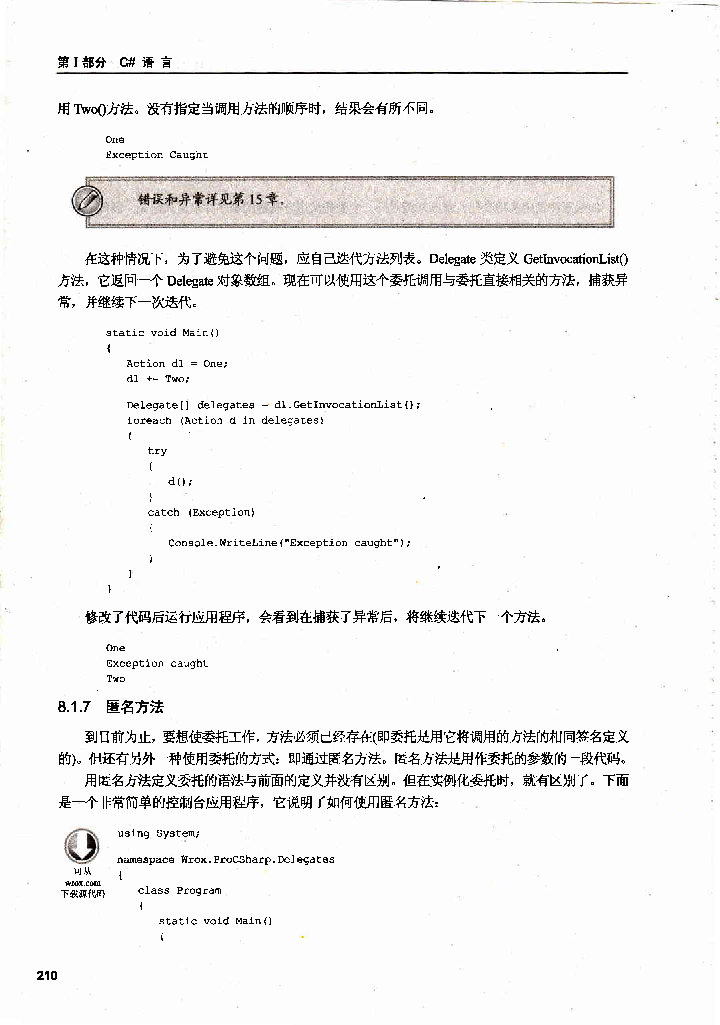 第 I 部分 C# 语 言
用 Two()方法。没有指定当调用方法的顺序时，结果会有所不同。
One
Exception Caught
错误和异常详见第 15 章。
在这种情况下，为了避免这个问题，应自己迭代方法列表。Delegate 类定义 GetInvocationList()
方法，它返回一个 Delegate 对象数组。现在可以使用这个委托调用与委托直接相关的方法，捕获异
常，并继续下一次迭代。
static void Main()
{
Action d1 = One;
d1 += Two;
Delegate[] delegates = d1.GetInvocationList();
foreach (Action d in delegates)
{
try
{
d();
}
catch (Exception)
{
Console.WriteLine("Exception caught");
}
}
}
修改了代码后运行应用程序，会看到在捕获了异常后，将继续迭代下一个方法。
One
Exception caught
Two
8.1.7 匿名方法
到目前为止，要想使委托工作，方法必须已经存在(即委托是用它将调用的方法的相同签名定义
的)。但还有另外一种使用委托的方式：即通过匿名方法。匿名方法是用作委托的参数的一段代码。
用匿名方法定义委托的语法与前面的定义并没有区别。但在实例化委托时，就有区别了。下面
是一个非常简单的控制台应用程序，它说明了如何使用匿名方法：
可从
wrox.com
下载源代码
using System;
namespace Wrox.ProCSharp.Delegates
{
class Program
{
static void Main()
{
210